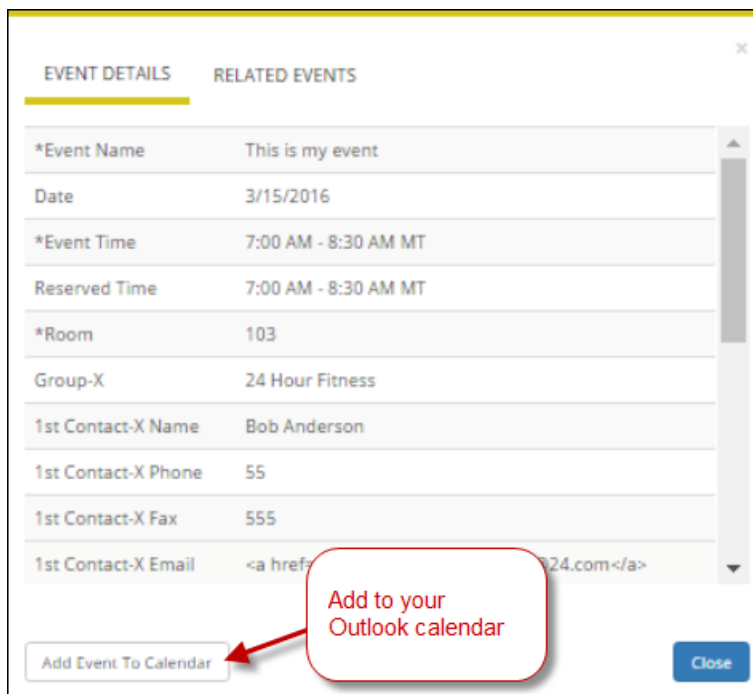 ×
EVENT DETAILS RELATED EVENTS
*Event Name This is my event
Date 3/15/2016
*Event Time 7:00 AM - 8:30 AM MT
Reserved Time 7:00 AM - 8:30 AM MT
*Room 103
Group-X 24 Hour Fitness
1st Contact-X Name Bob Anderson
1st Contact-X Phone 55
1st Contact-X Fax 555
1st Contact-X Email <a href 24.com</a>
Add to your
Outlook calendar
Add Event To Calendar Close